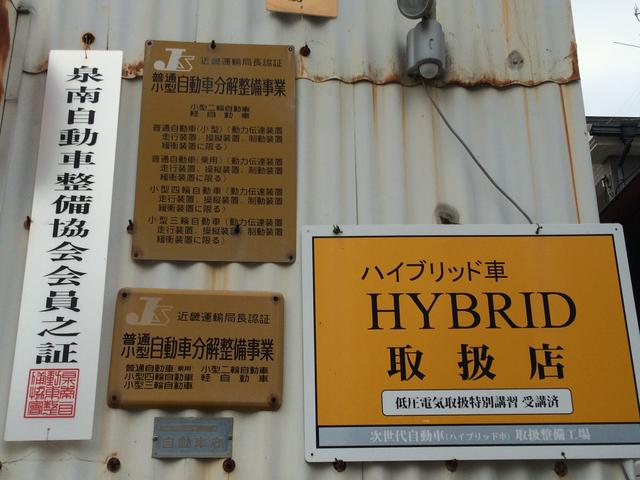 泉南自動車整備協会会員之証
JS 近畿運輸局長認証
普通
小型 自動車分解整備事業
小型二輪自動車
軽自動車
普通自動車(小型)(動力伝達装置
走行装置、操縦装置、制動装置
緩衝装置に限る)
普通自動車(乗用)(動力伝達装置
走行装置、操縦装置、制動装置
緩衝装置に限る)
小型四輪自動車(動力伝達装置
走行装置、操縦装置、制動装置
緩衝装置に限る)
小型三輪自動車(動力伝達装置
走行装置、操縦装置、制動装置
緩衝装置に限る)
JS 近畿運輸局長認証
普通
小型 自動車分解整備事業
普通自動車(乗用) 小型二輪自動車
小型四輪自動車 軽自動車
小型三輪自動車
自動車商
ハイブリッド車
HYBRID
取扱店
低圧電気取扱特別講習 受講済
次世代自動車(ハイブリッド車)取扱整備工場